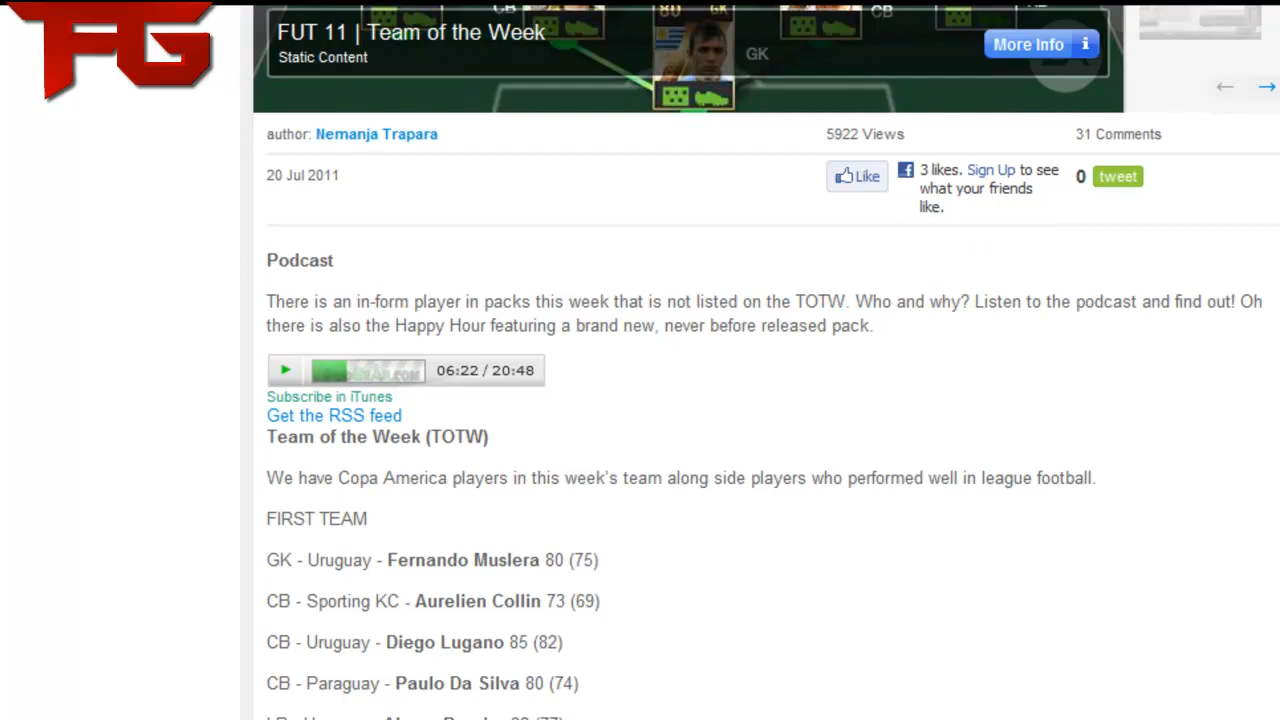 FG
CB
80 GK
CB
FUT 11 | Team of the Week
Static Content
GK
More Info i
author: Nemanja Trapara
5922 Views
31 Comments
20 Jul 2011
Like
3 likes. Sign Up to see
what your friends
like.
0 tweet
Podcast
There is an in-form player in packs this week that is not listed on the TOTW. Who and why? Listen to the podcast and find out! Oh
there is also the Happy Hour featuring a brand new, never before released pack.
06:22 / 20:48
Subscribe in iTunes
Get the RSS feed
Team of the Week (TOTW)
We have Copa America players in this week's team along side players who performed well in league football.
FIRST TEAM
GK - Uruguay - Fernando Muslera 80 (75)
CB - Sporting KC - Aurelien Collin 73 (69)
CB - Uruguay - Diego Lugano 85 (82)
CB - Paraguay - Paulo Da Silva 80 (74)